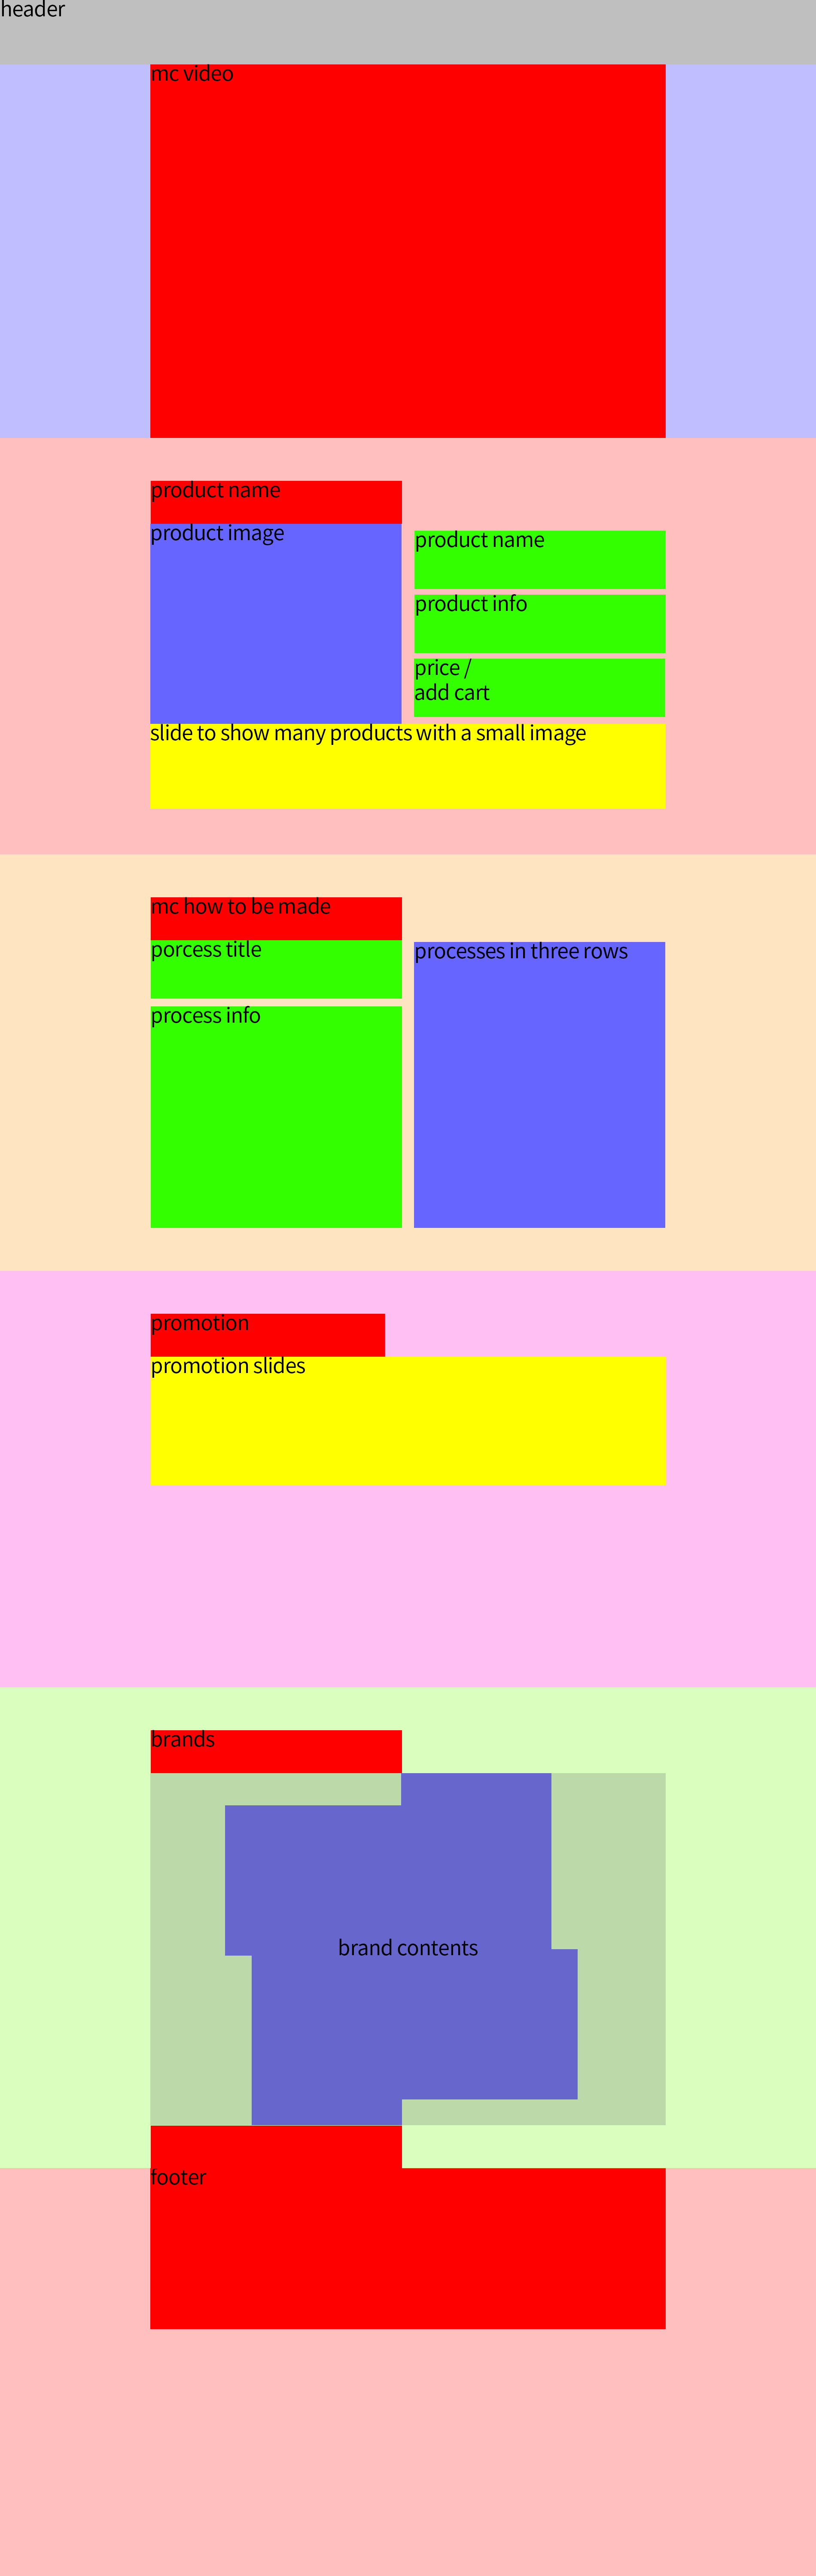 header
mc video
product name
product image
product name
product info
price /
add cart
slide to show many products with a small image
mc how to be made
porcess title
processes in three rows
process info
promotion
promotion slides
brands
brand contents
footer